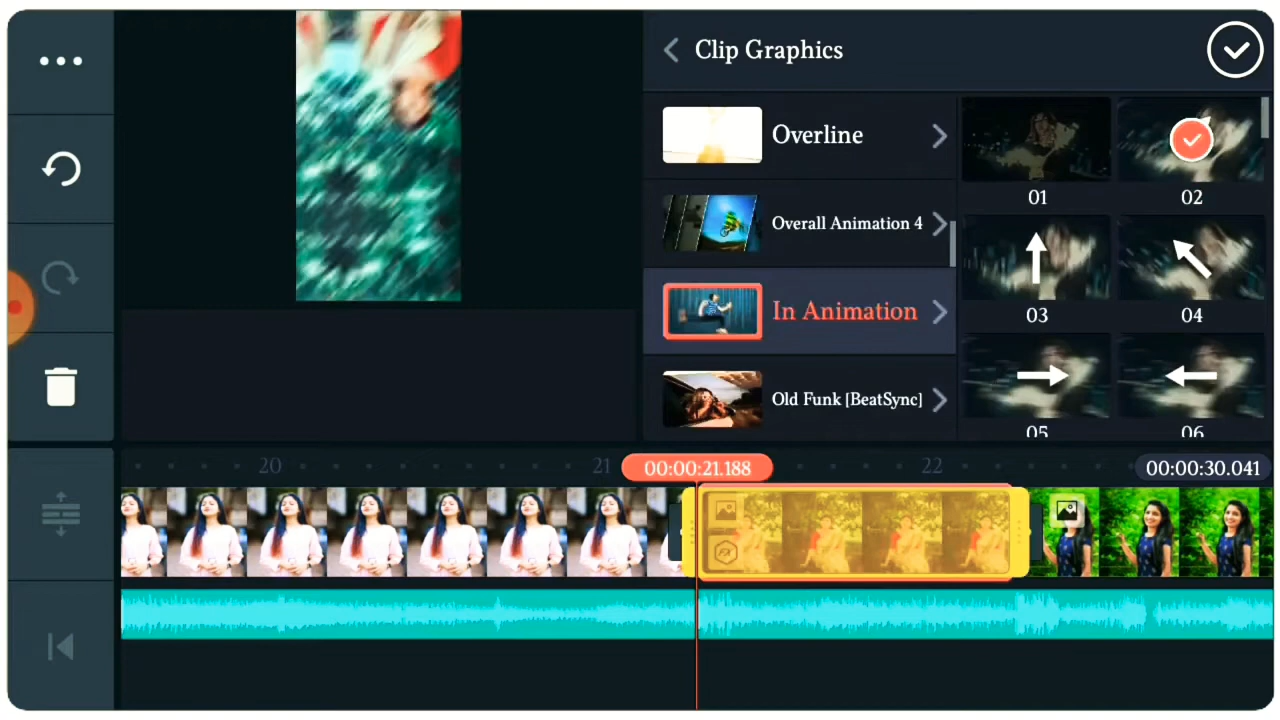 Clip Graphics
Overline
Overall Animation 4
In Animation
Old Funk [BeatSync]
01
02
03
04
05
06
20
21
00:00:21.188
22
00:00:30.041
FX